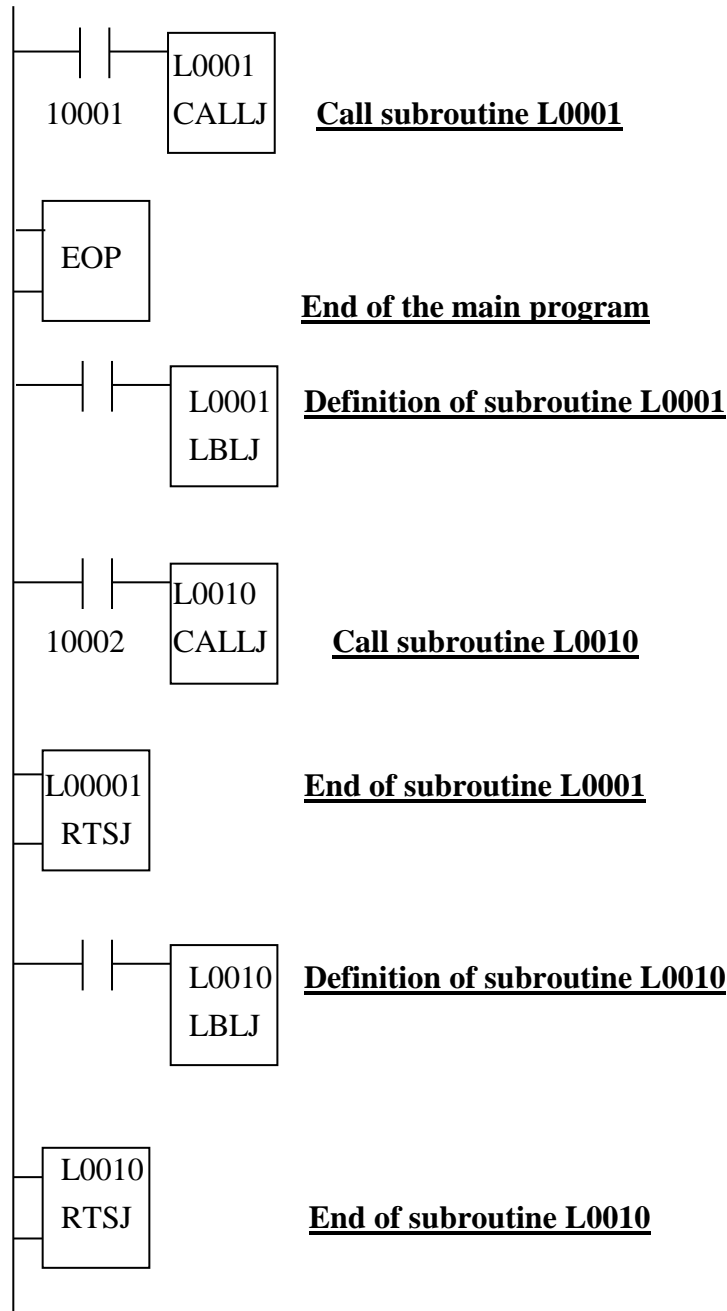 L0001
10001 CALLJ Call subroutine L0001
EOP
End of the main program
L0001 Definition of subroutine L0001
LBLJ
L0010
10002 CALLJ Call subroutine L0010
L00001 End of subroutine L0001
RTSJ
L0010 Definition of subroutine L0010
LBLJ
L0010
RTSJ End of subroutine L0010